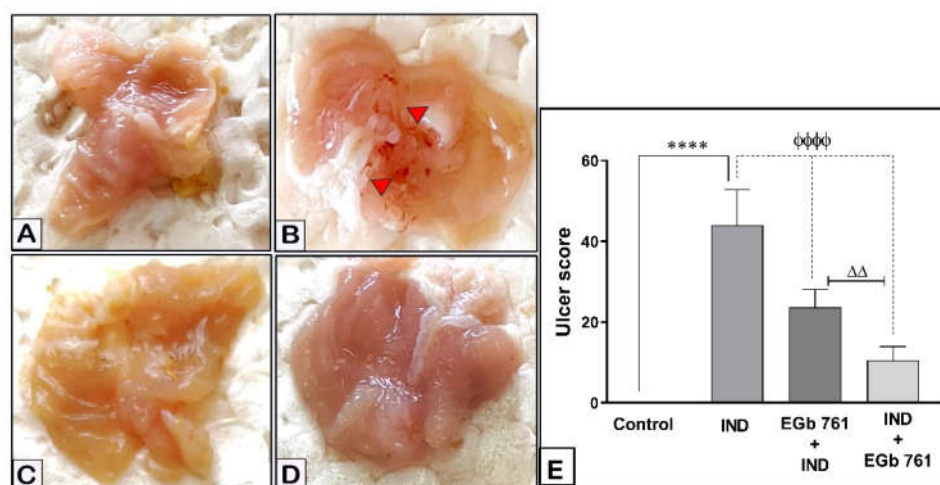 A
B
C
D
E
****
ϕϕϕϕ
ΔΔ
Ulcer score
60
40
20
0
Control
IND
EGb 761
+
IND
IND
+
EGb 761